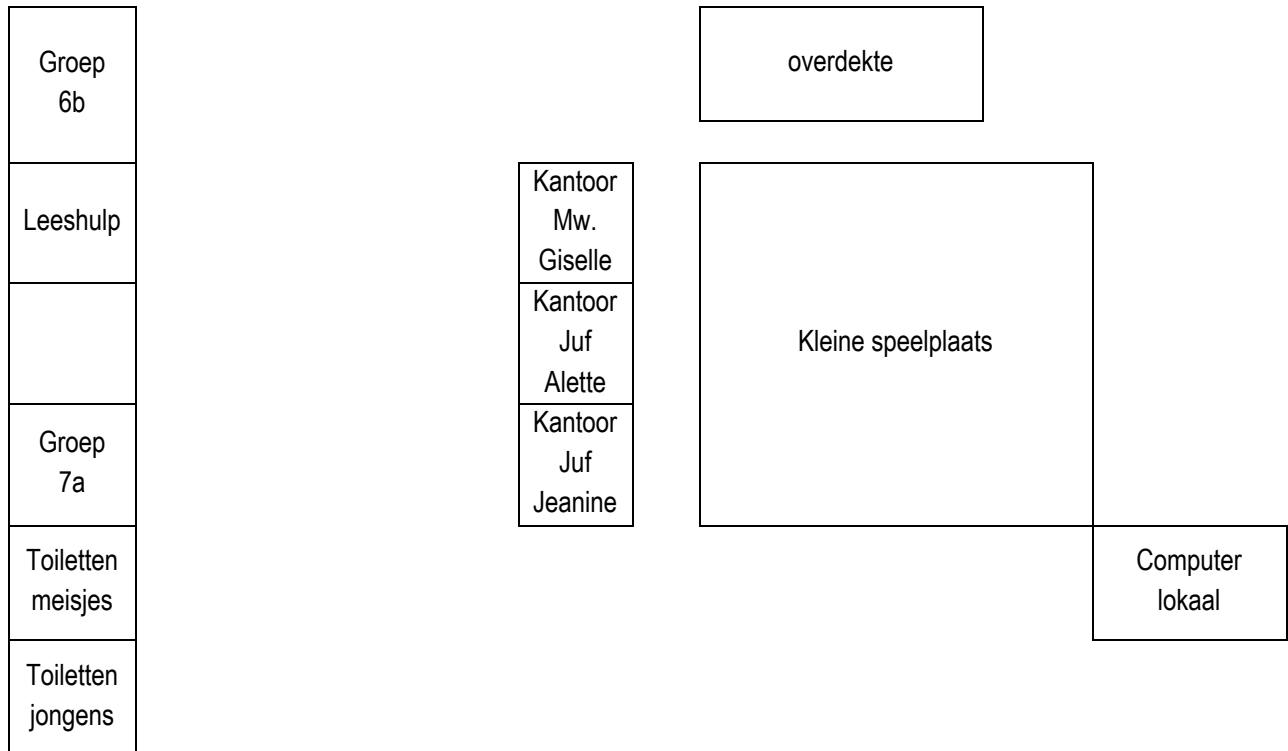 Groep
6b
overdekte
Leeshulp
Kantoor
Mw.
Giselle
Kantoor
Juf
Alette
Kleine speelplaats
Groep
7a
Kantoor
Juf
Jeanine
Toiletten
meisjes
Computer
lokaal
Toiletten
jongens